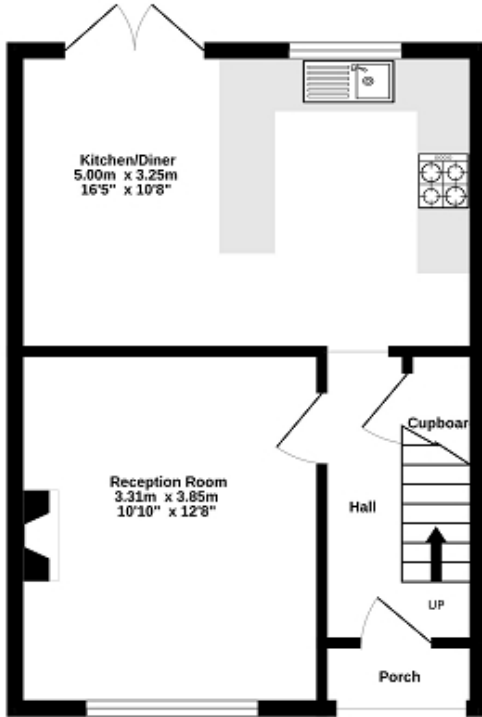 Kitchen/Diner
5.00m x 3.25m
16'5" x 10'8"
Cupboar
Reception Room
3.31m x 3.85m
10'10" x 12'8"
Hall
UP
Porch